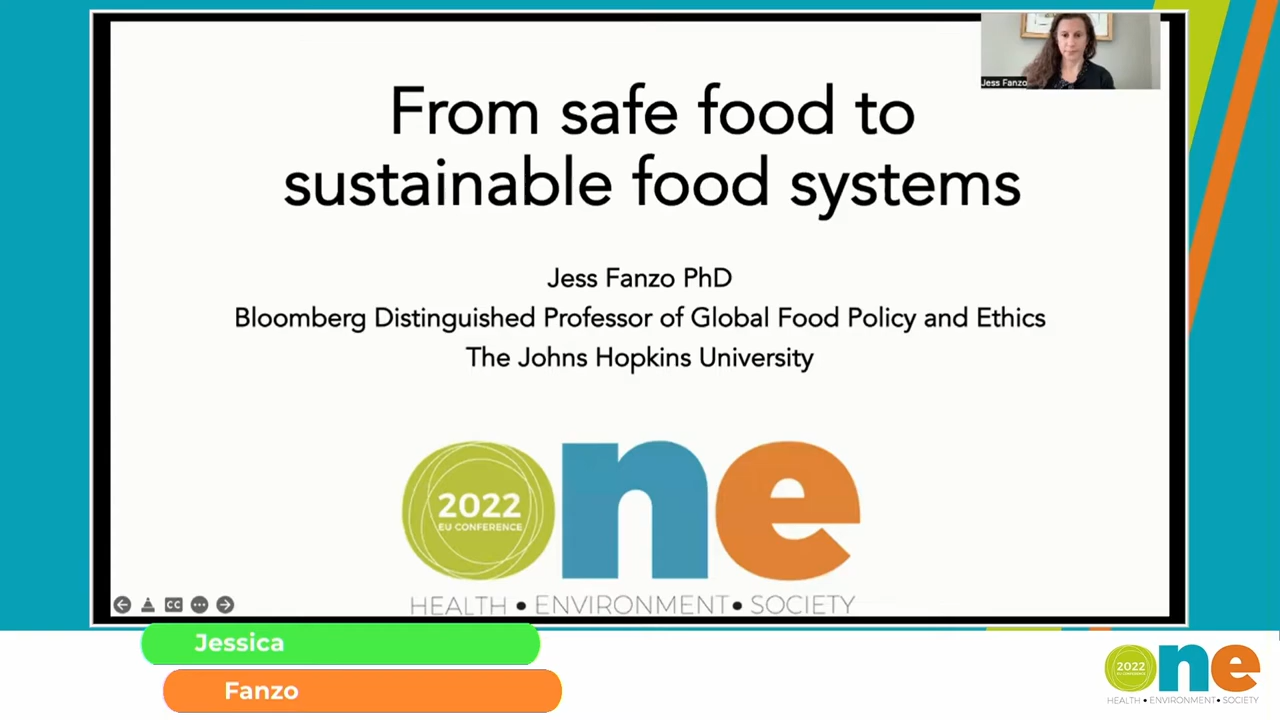 Jess Fanzo
From safe food to
sustainable food systems
Jess Fanzo PhD
Bloomberg Distinguished Professor of Global Food Policy and Ethics
The Johns Hopkins University
2022
EU CONFERENCE
one
HEALTH • ENVIRONMENT • SOCIETY
CC
Jessica
Fanzo
2022
EU CONFERENCE
one
HEALTH • ENVIRONMENT • SOCIETY